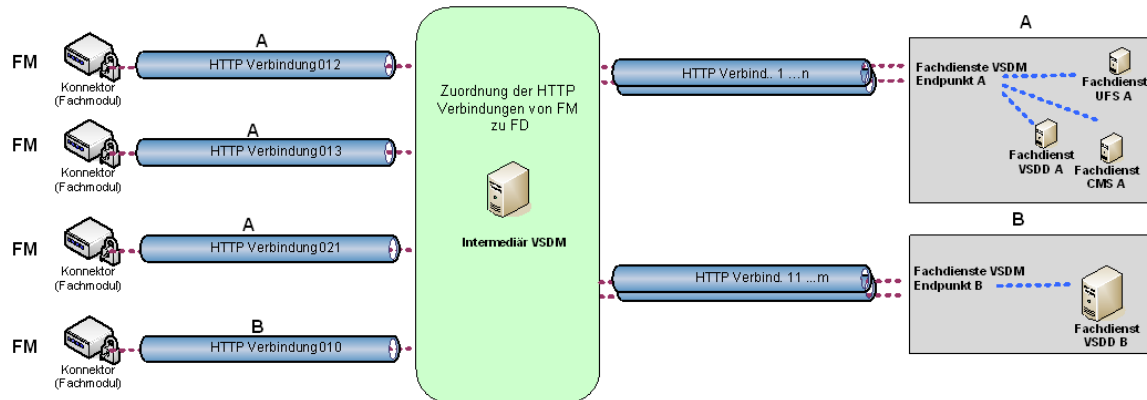 A
FM
HTTP Verbindung012
Konnektor
(Fachmodul)
A
FM
HTTP Verbindung013
Konnektor
(Fachmodul)
A
FM
HTTP Verbindung021
Konnektor
(Fachmodul)
B
FM
HTTP Verbindung010
Konnektor
(Fachmodul)
Zuordnung der HTTP
Verbindungen von FM
zu FD
Intermediär VSDM
HTTP Verbind.. 1 ...n
HTTP Verbind. 11 ...m
A
Fachdienste VSDM
Endpunkt A
Fachdienst
UFS A
Fachdienst
VSDD A
Fachdienst
CMS A
B
Fachdienste VSDM
Endpunkt B
Fachdienst
VSDD B